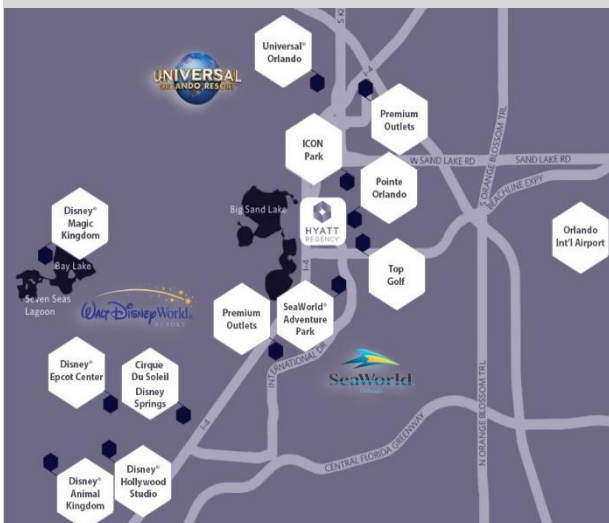 S KI
Universal®
Orlando
I-4
UNIVERSAL
ORLANDO RESORT
Premium
Outlets
ICON
Park
W SAND LAKE RD
SAND LAKE RD
S ORANGE BLOSSOM TRL
BEACHLINE EXPY
Pointe
Orlando
Disney®
Magic
Kingdom
Big Sand Lake
HYATT
REGENCY
Orlando
Int'l Airport
Bay Lake
I-4
Top
Golf
Seven Seas
Lagoon
WALT DISNEY World
RESORT
Premium
Outlets
SeaWorld®
Adventure
Park
INTERNATIONAL DR
SeaWorld
Disney®
Epcot Center
Cirque
Du Soleil
Disney
Springs
I-4
N ORANGE BLOSSOM TRL
CENTRAL FLORIDA GREENWAY
Disney®
Animal
Kingdom
Disney®
Hollywood
Studio